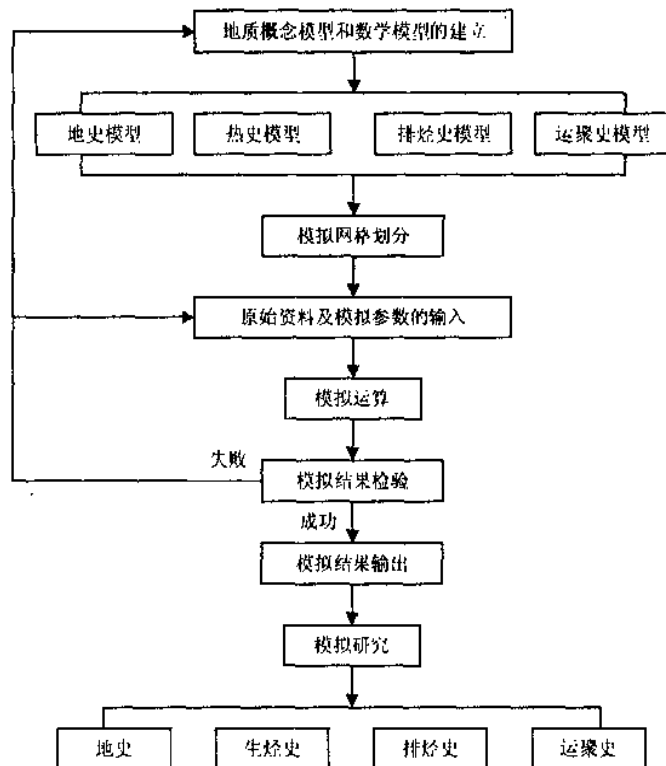 地质概念模型和数学模型的建立
地史模型
热史模型
排烃史模型
运聚史模型
模拟网格划分
原始资料及模拟参数的输入
模拟运算
失败
模拟结果检验
成功
模拟结果输出
模拟研究
地史
生烃史
排烃史
运聚史